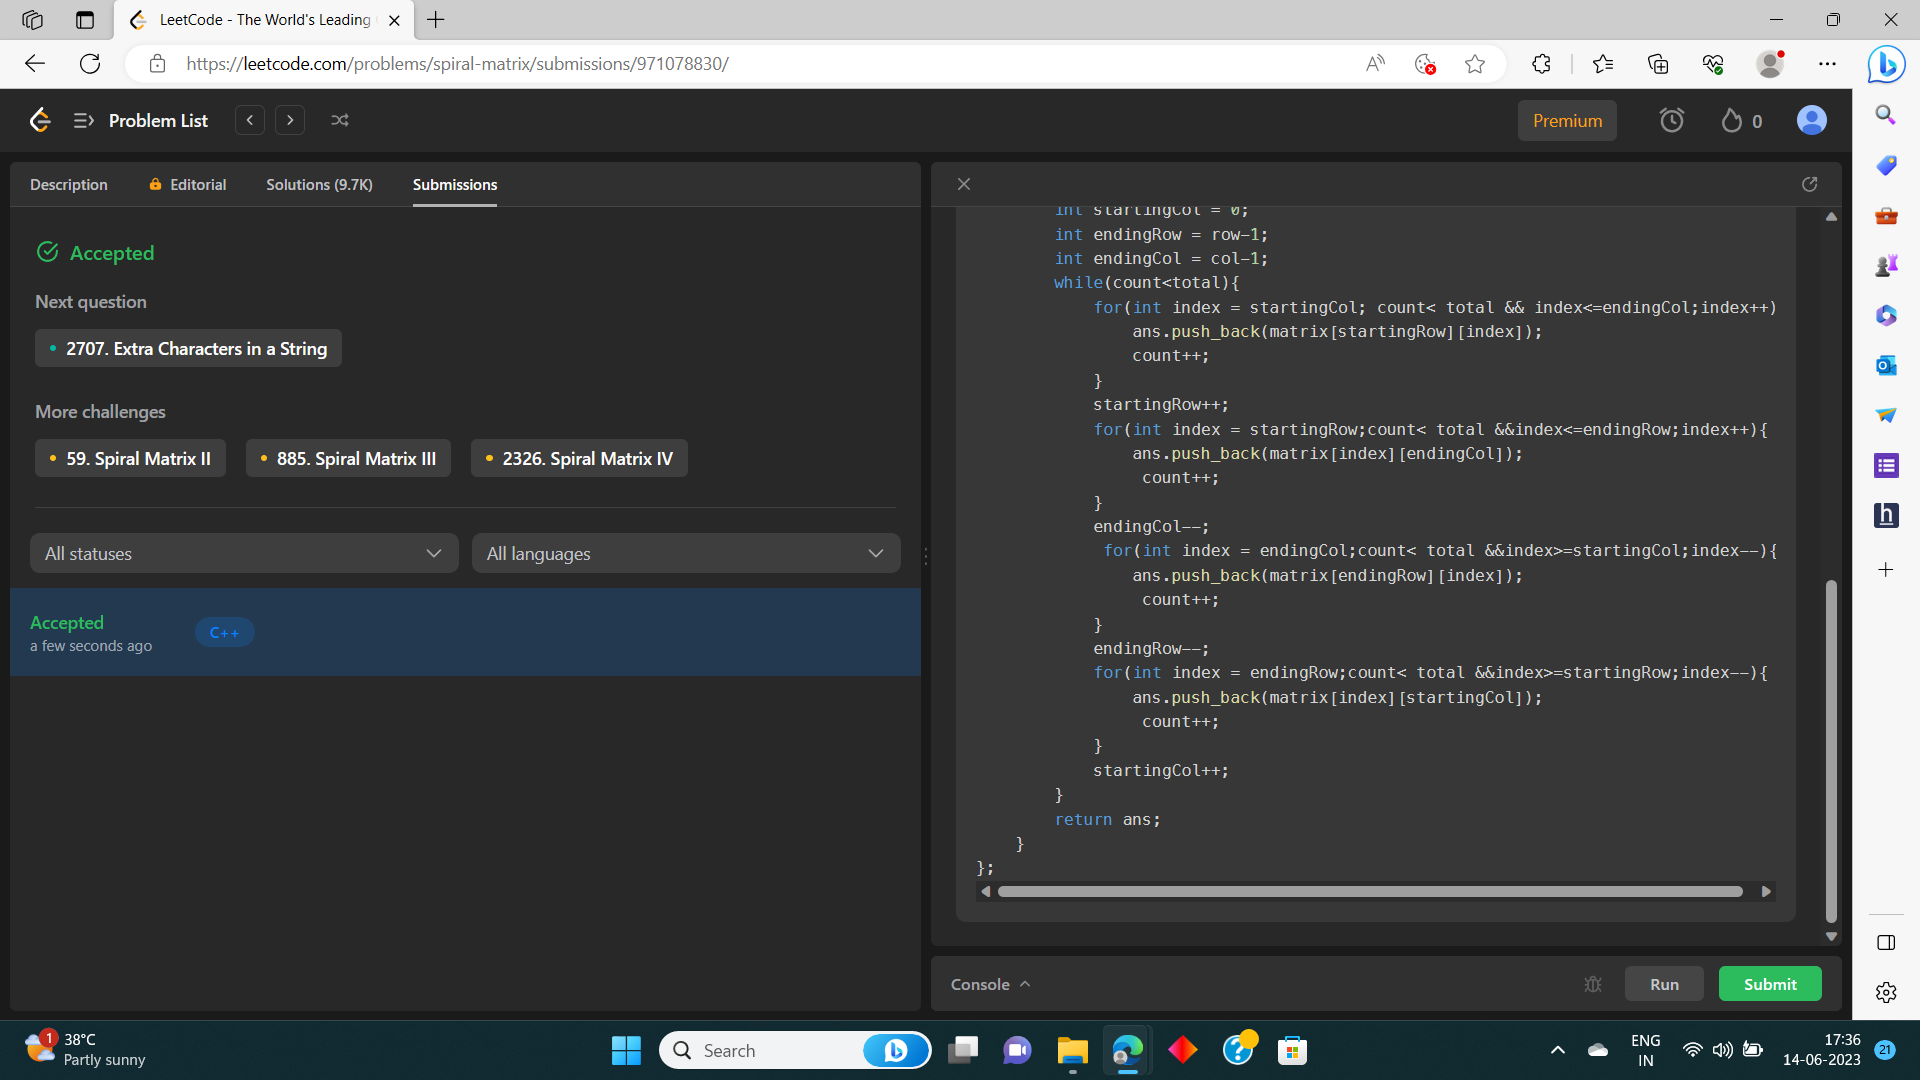 LeetCode - The World's Leading
https://leetcode.com/problems/spiral-matrix/submissions/971078830/
Problem List
Premium
0
Description
Editorial
Solutions (9.7K)
Submissions
Accepted
Next question
2707. Extra Characters in a String
More challenges
59. Spiral Matrix II
885. Spiral Matrix III
2326. Spiral Matrix IV
All statuses
All languages
Accepted
a few seconds ago
C++
int startingCol = 0;
int endingRow = row-1;
int endingCol = col-1;
while(count<total){
for(int index = startingCol; count< total && index<=endingCol;index++)
ans.push_back(matrix[startingRow][index]);
count++;
}
startingRow++;
for(int index = startingRow;count< total &&index<=endingRow;index++){
ans.push_back(matrix[index][endingCol]);
count++;
}
endingCol--;
for(int index = endingCol;count< total &&index>=startingCol;index--){
ans.push_back(matrix[endingRow][index]);
count++;
}
endingRow--;
for(int index = endingRow;count< total &&index>=startingRow;index--){
ans.push_back(matrix[index][startingCol]);
count++;
}
startingCol++;
}
return ans;
}
};
Console
Run
Submit
1
38°C
Partly sunny
Search
ENG
IN
17:36
14-06-2023
21